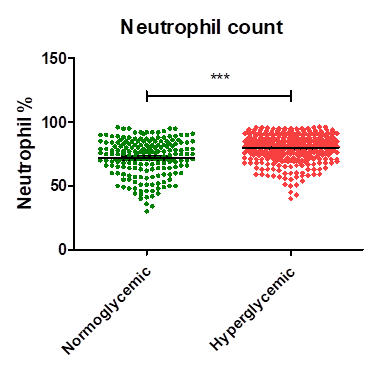 Neutrophil count
***
Neutrophil %
150
100
50
0
Normoglycemic
Hyperglycemic